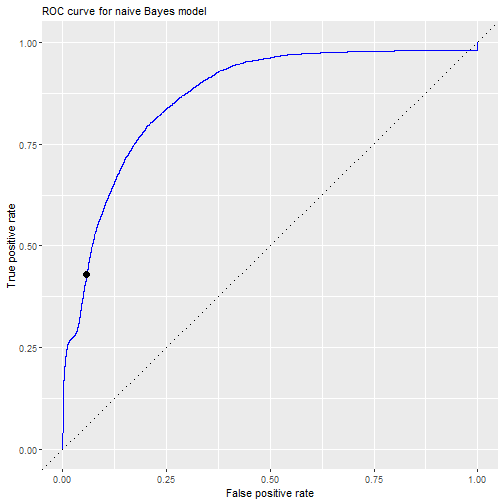 ROC curve for naive Bayes model
True positive rate
1.00
0.75
0.50
0.25
0.00
0.00 0.25 0.50 0.75 1.00
False positive rate